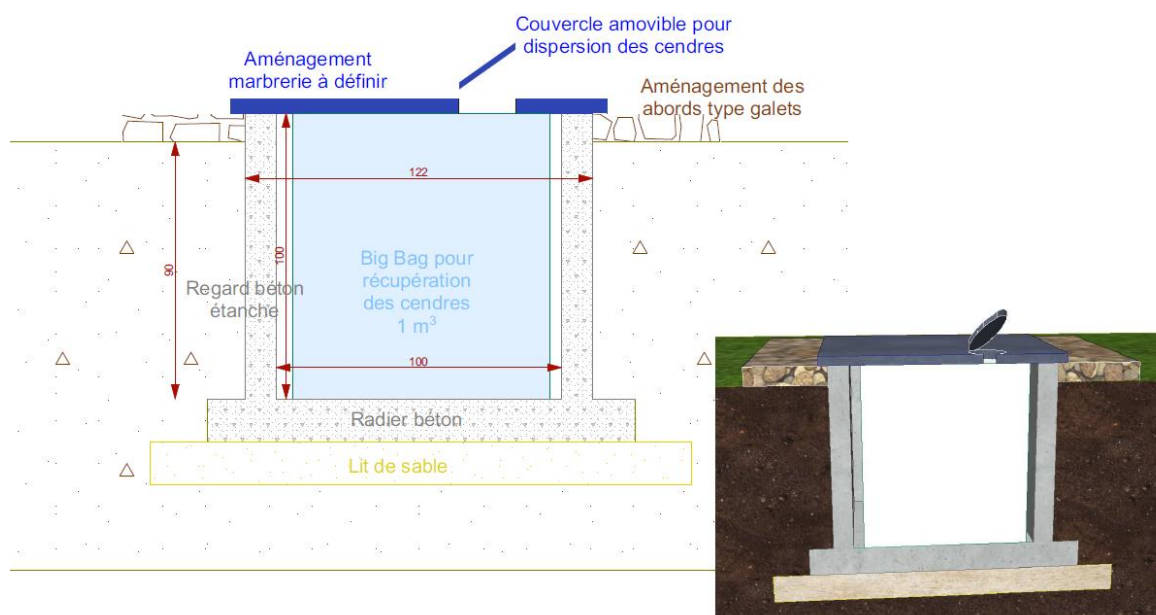 Couvercle amovible pour
dispersion des cendres
Aménagement
marbrerie à définir
Aménagement des
abords type galets
122
90
100
Big Bag pour
récupération
des cendres
1 m³
Regard béton
étanche
100
Radier béton
Lit de sable